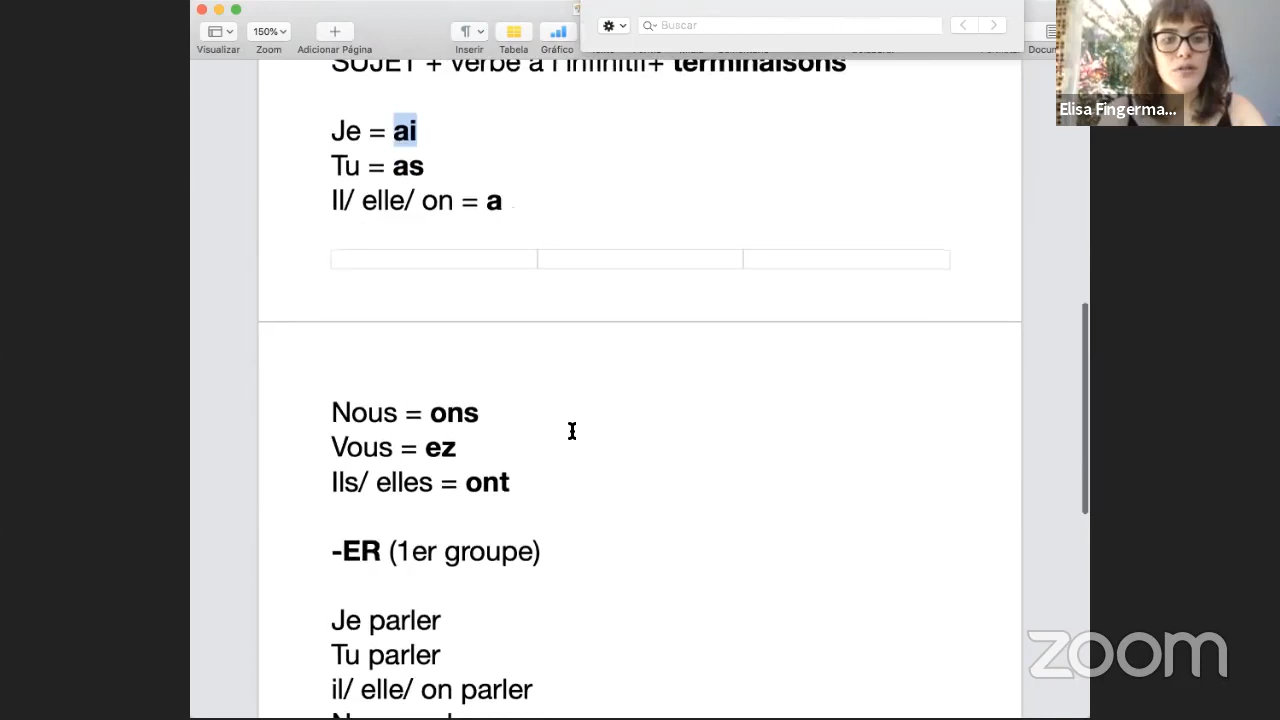 150%
Buscar
Visualizar
Zoom
Adicionar Página
Inserir
Tabela
Gráfico
SUJET + verbe à l'infinitif+ terminaisons
Elisa Fingerma...
Je = ai
Tu = as
Il/ elle/ on = a
Nous = ons
Vous = ez
Ils/ elles = ont
-ER (1er groupe)
Je parler
Tu parler
il/ elle/ on parler
zoom